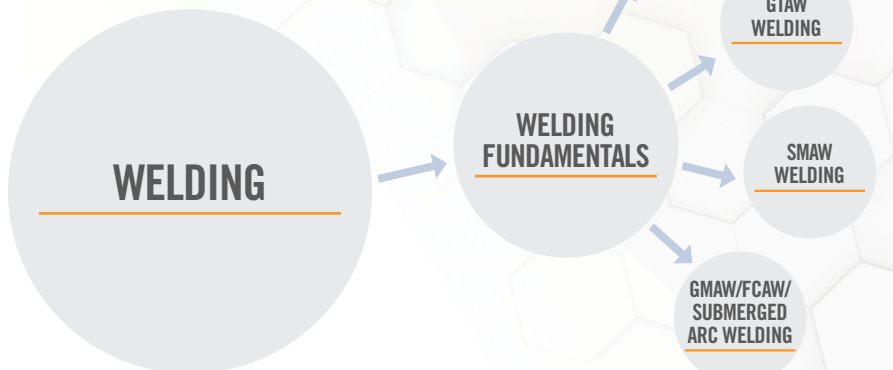 WELDING
WELDING
FUNDAMENTALS
GTAW
WELDING
SMAW
WELDING
GMAW/FCAW/
SUBMERGED
ARC WELDING